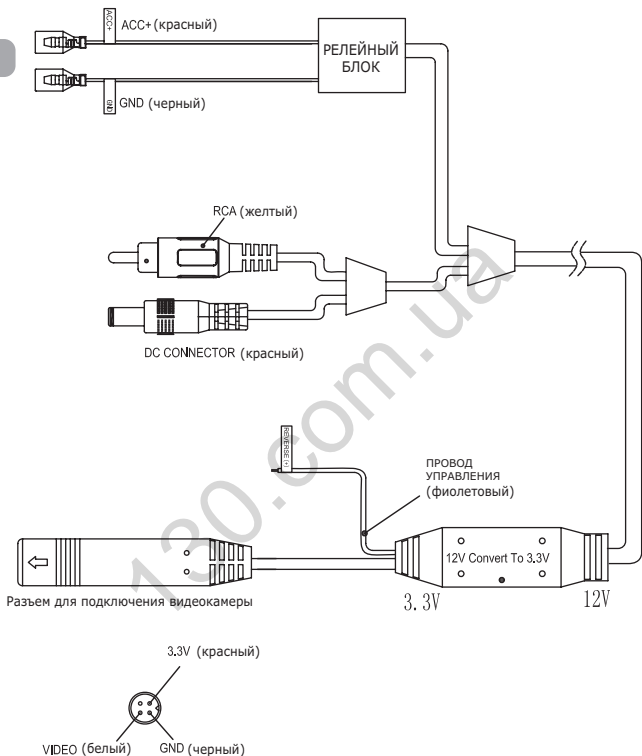 ACC+
ACC+ (красный)
РЕЛЕЙНЫЙ
БЛОК
GND
GND (черный)
RCA (желтый)
DC CONNECTOR (красный)
REVERSE (+)
ПРОВОД
УПРАВЛЕНИЯ
(фиолетовый)
12V Convert To 3.3V
3.3V
12V
Разъем для подключения видеокамеры
3.3V (красный)
VIDEO (белый)
GND (черный)
130.com.ua